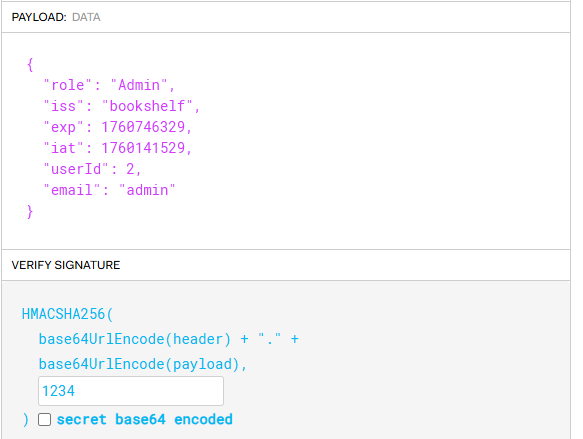 PAYLOAD: DATA
{
"role": "Admin",
"iss": "bookshelf",
"exp": 1760746329,
"iat": 1760141529,
"userId": 2,
"email": "admin"
}
VERIFY SIGNATURE
HMACSHA256(
base64UrlEncode(header) + "." +
base64UrlEncode(payload),
1234
) secret base64 encoded